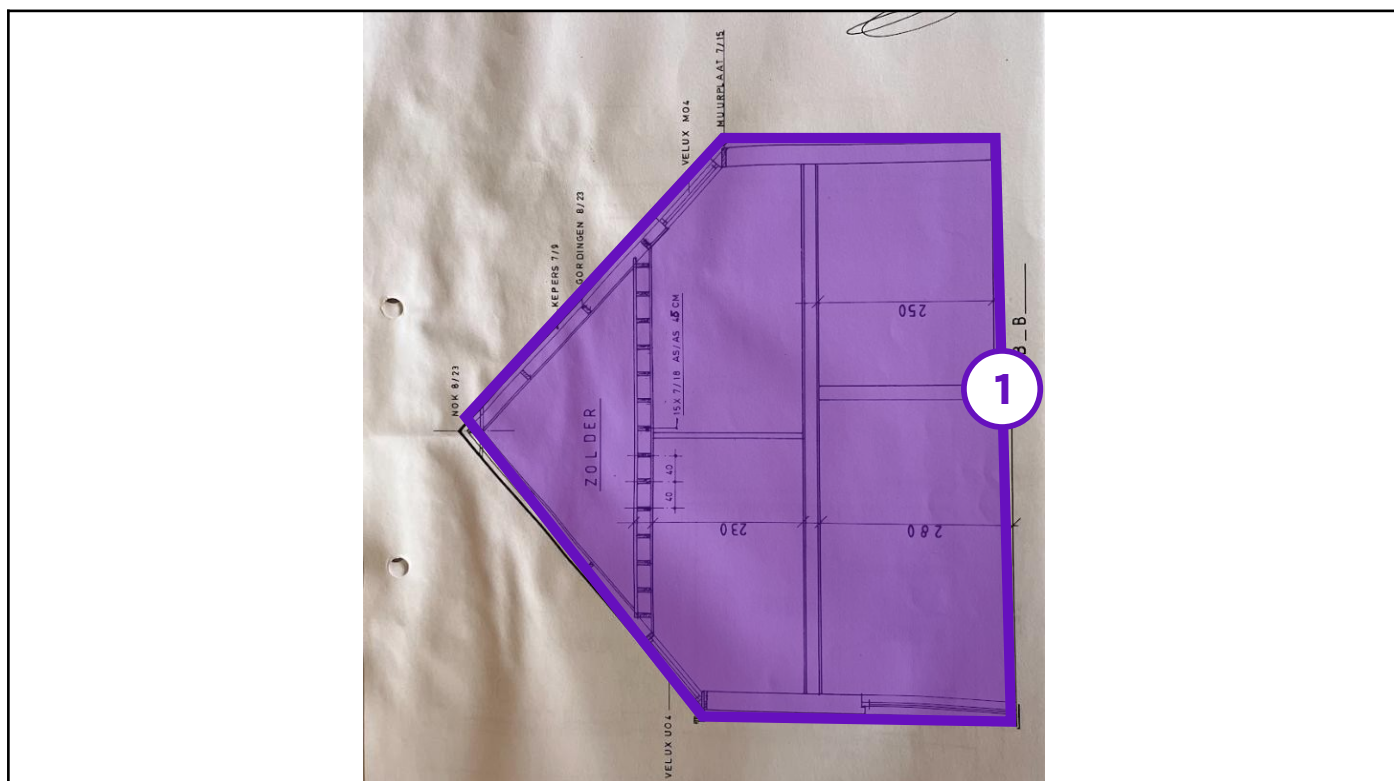 MUURPLAAT 7/15
VELUX M04
GORDINGEN 8/23
KEPERS 7/9
NOK 8/23
15X 7/18 AS/AS 45 CM
ZOLDER
40
40
230
250
280
B_B
1
VELUX U04